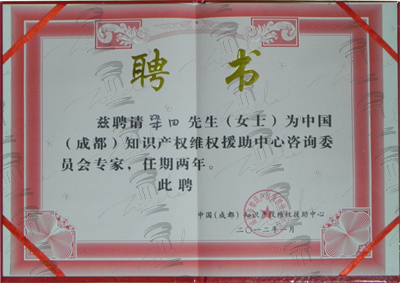 聘书
兹聘请 四先生（女士）为中国
（成都）知识产权维权援助中心咨询委
员会专家，任期两年。
此聘
中国（成都）知识产权维权援助中心
二〇一二年一月